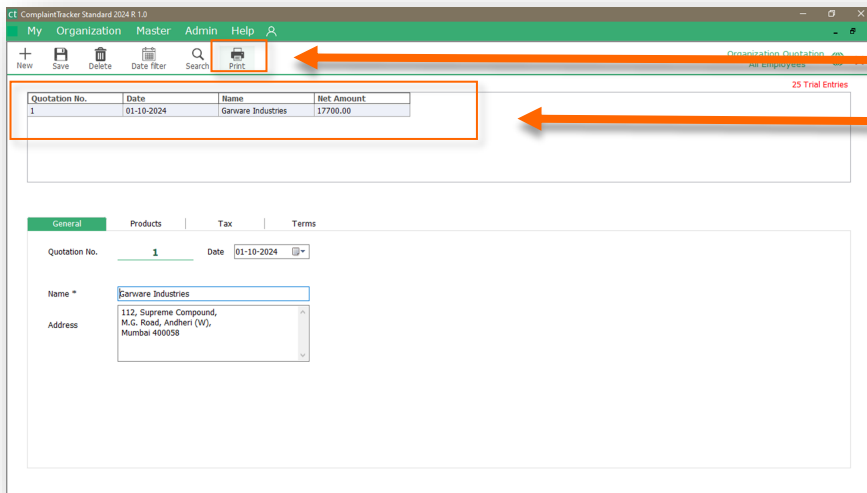 ct ComplaintTracker Standard 2024 R 1.0
My Organization Master Admin Help
New Save Delete Date filter Search Print
Organization Quotation
All Employees
25 Trial Entries
Quotation No. Date Name Net Amount
1 01-10-2024 Garware Industries 17700.00
General Products Tax Terms
Quotation No. 1 Date 01-10-2024
Name * Garware Industries
Address 112, Supreme Compound,
M.G. Road, Andheri (W),
Mumbai 400058